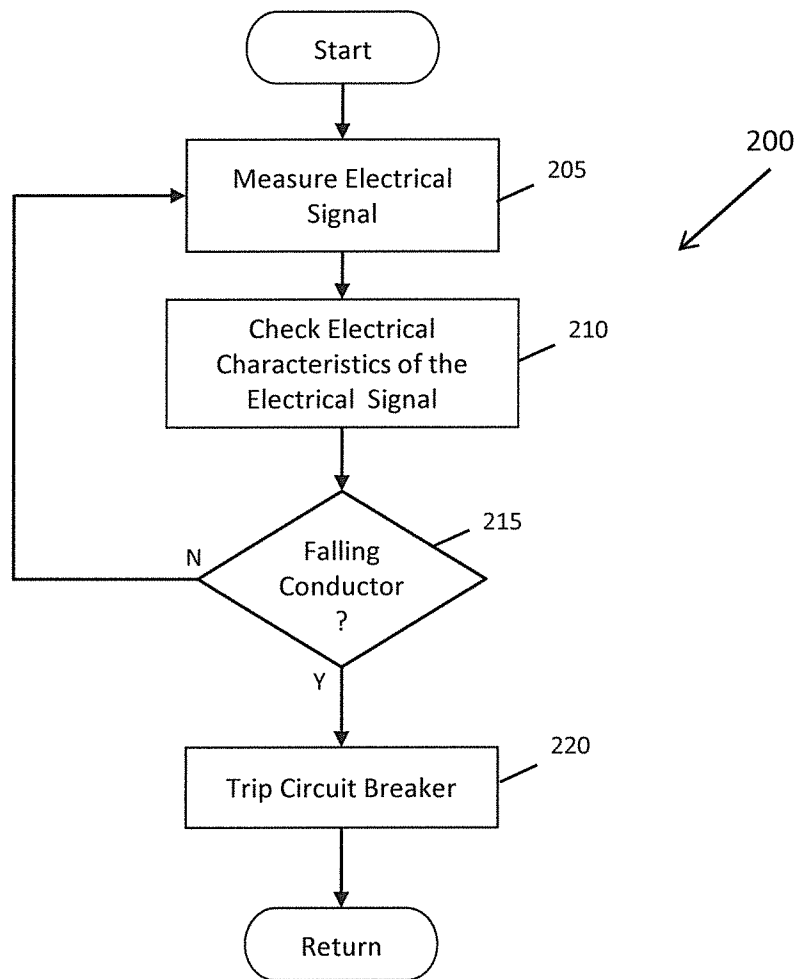 Start
200
Measure Electrical
Signal
205
Check Electrical
Characteristics of the
Electrical Signal
210
215
N
Falling
Conductor
?
Y
220
Trip Circuit Breaker
Return